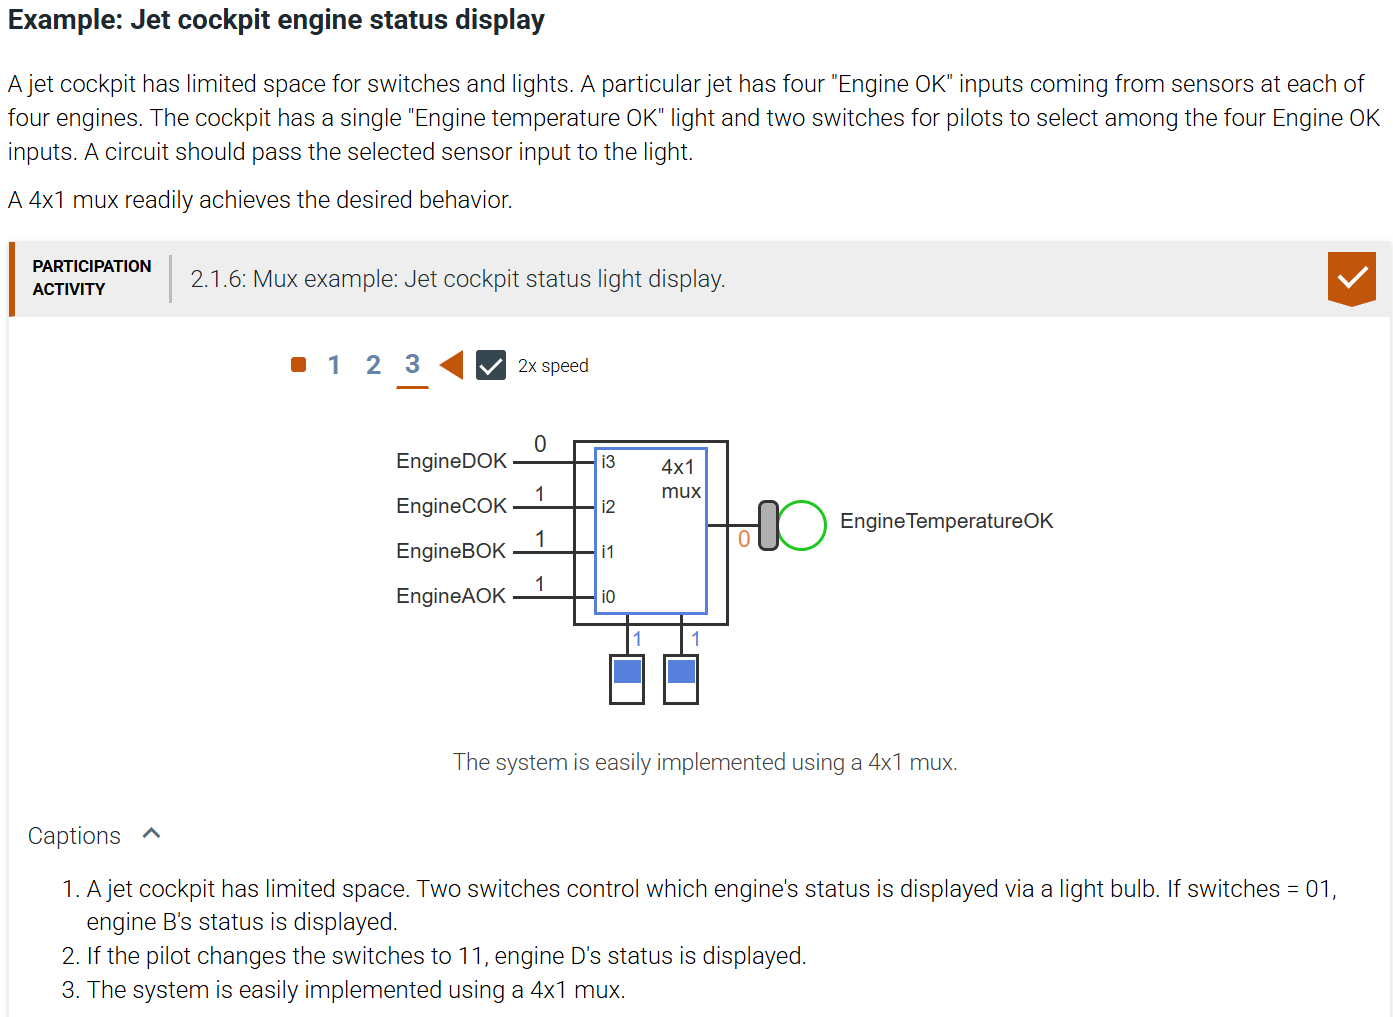 Example: Jet cockpit engine status display
A jet cockpit has limited space for switches and lights. A particular jet has four "Engine OK" inputs coming from sensors at each of
four engines. The cockpit has a single "Engine temperature OK" light and two switches for pilots to select among the four Engine OK
inputs. A circuit should pass the selected sensor input to the light.
A 4x1 mux readily achieves the desired behavior.
PARTICIPATION
ACTIVITY
2.1.6: Mux example: Jet cockpit status light display.
1 2 3 2x speed
0
EngineDOK i3 4x1
mux
1
EngineCOK i2
EngineTemperatureOK
1 0
EngineBOK i1
1
EngineAOK i0
1 1
The system is easily implemented using a 4x1 mux.
Captions
1. A jet cockpit has limited space. Two switches control which engine's status is displayed via a light bulb. If switches = 01,
engine B's status is displayed.
2. If the pilot changes the switches to 11, engine D's status is displayed.
3. The system is easily implemented using a 4x1 mux.